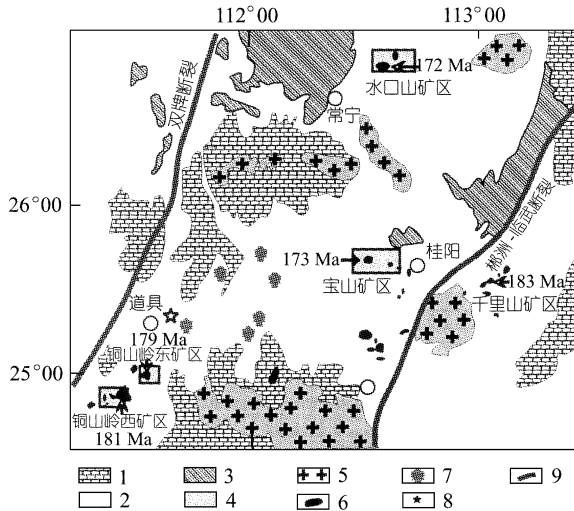 112°00′ 113°00′
172 Ma
水口山矿区
双牌断裂
常宁
26°00′
郴洲-临武断裂
桂阳
173 Ma
宝山矿区
183 Ma
千里山矿区
道具
179 Ma
铜山岭东矿区
25°00′
铜山岭西矿区
181 Ma
1 3 5 7 9
2 4 6 8